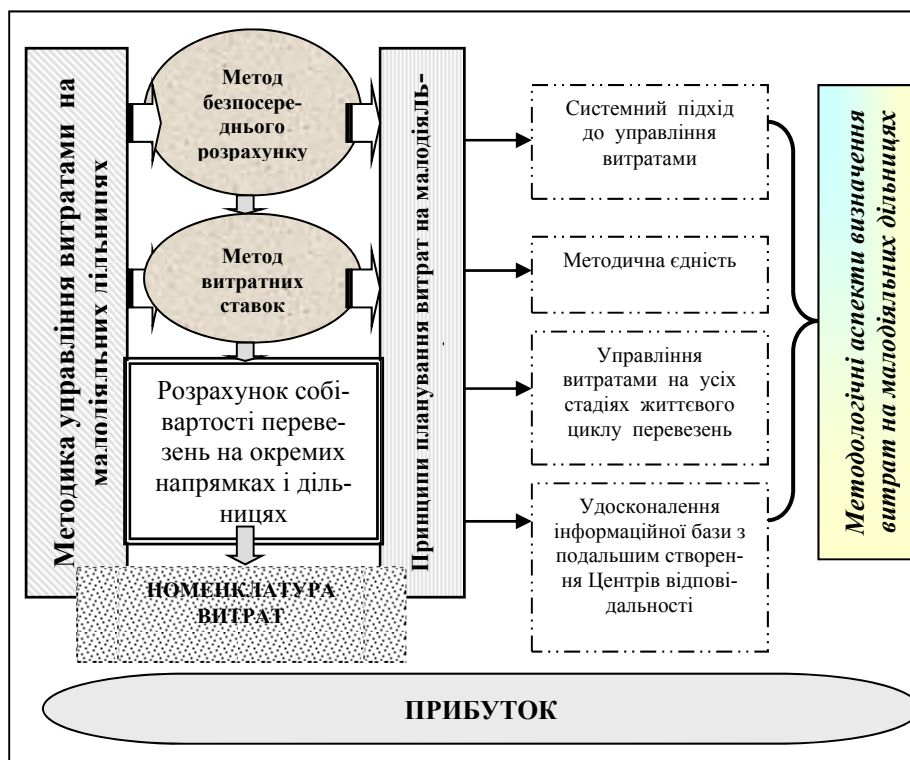 Методика управління витратами на
малодіяльних дільницях
Метод
безпосере-
днього
розрахунку
Метод
витратних
ставок
Розрахунок собі-
вартості переве-
зень на окремих
напрямках і діль-
ницях
НОМЕНКЛАТУРА
ВИТРАТ
Принципи планування витрат на малодіяль-
Системний підхід
до управління
витратами
Методична єдність
Управління
витратами на усіх
стадіях життєвого
циклу перевезень
Удосконалення
інформаційної бази з
подальшим створен-
ня Центрів відпові-
дальності
Методологічні аспекти визначення
витрат на малодіяльних дільницях
ПРИБУТОК